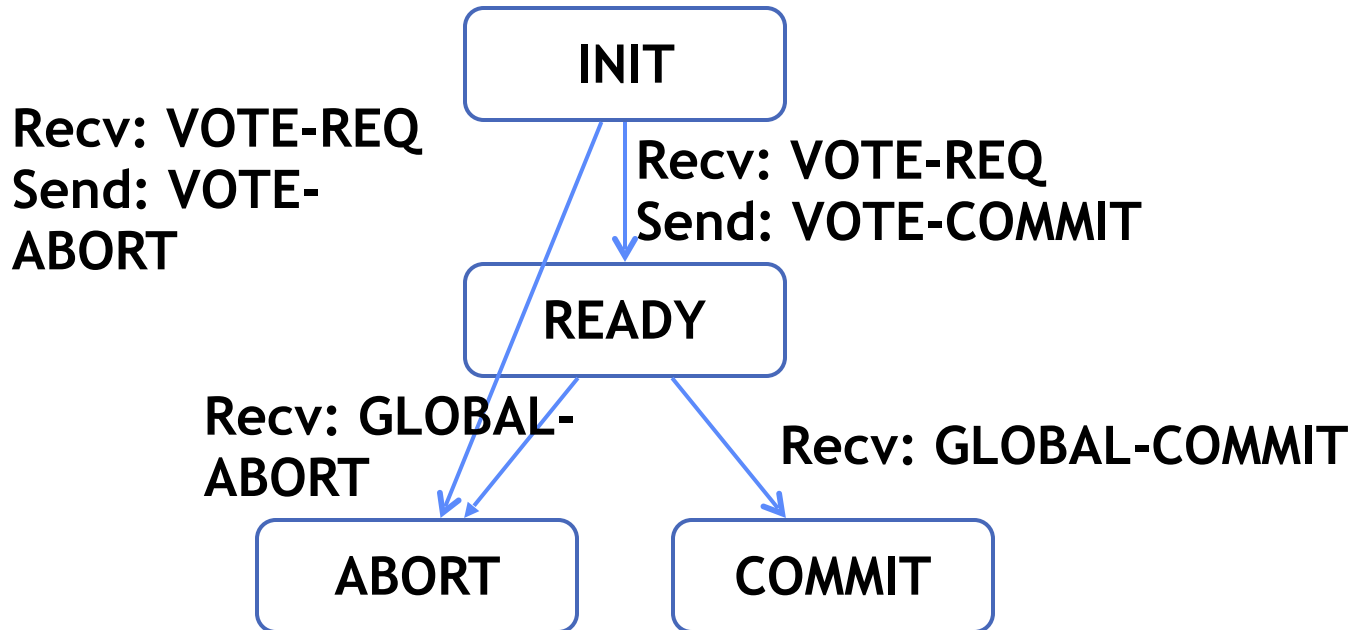 INIT
Recv: VOTE-REQ
Send: VOTE-
ABORT
Recv: VOTE-REQ
Send: VOTE-COMMIT
READY
Recv: GLOBAL-
ABORT
Recv: GLOBAL-COMMIT
ABORT
COMMIT